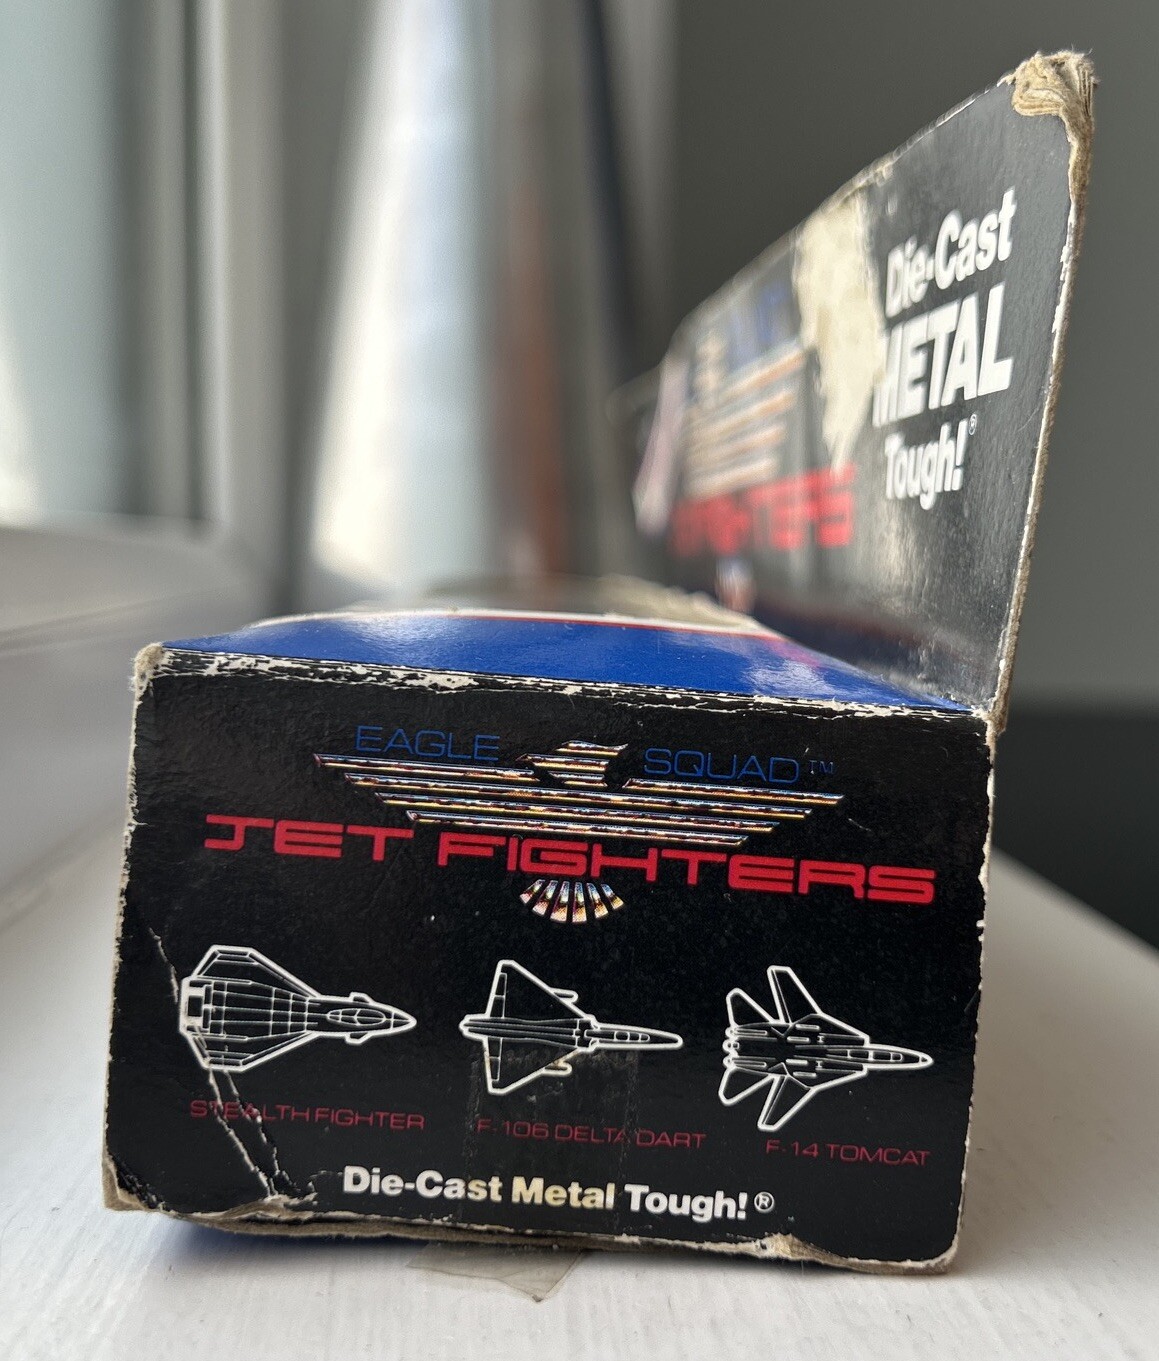 Die-Cast
METAL
Tough!®
FIGHTERS
EAGLE SQUAD™
JET FIGHTERS
STEALTH FIGHTER
F-106 DELTA DART
F-14 TOMCAT
Die-Cast Metal Tough!®